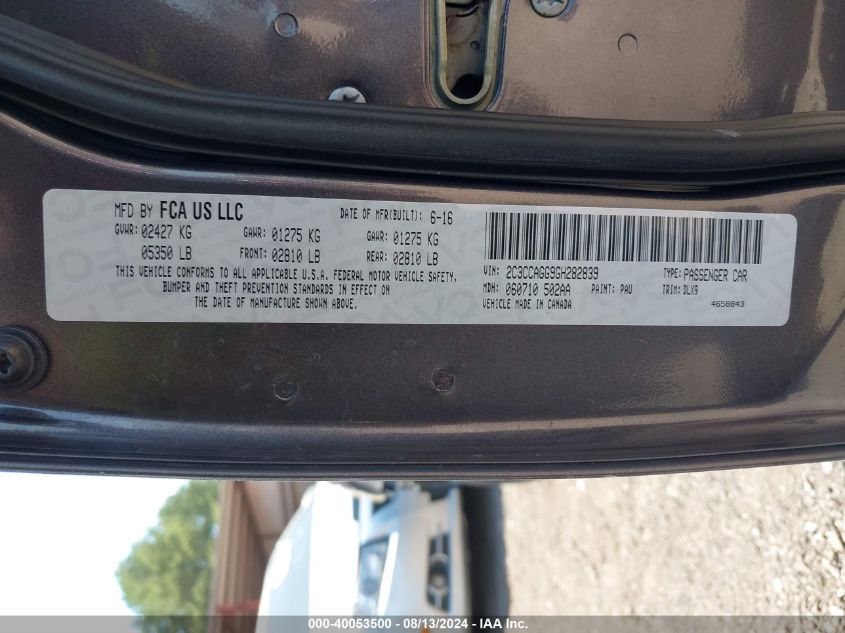 MFD BY FCA US LLC DATE OF MFR(BUILT): 6-16
GVWR: 02427 KG GAWR: 01275 KG GAWR: 01275 KG
05350 LB FRONT: 02810 LB REAR: 02810 LB
THIS VEHICLE CONFORMS TO ALL APPLICABLE U.S.A. FEDERAL MOTOR VEHICLE SAFETY,
BUMPER AND THEFT PREVENTION STANDARDS IN EFFECT ON
THE DATE OF MANUFACTURE SHOWN ABOVE.
VIN: 2C3CCAGG9GH282839 TYPE: PASSENGER CAR
MDH: 060710 502AA PAINT: PAU TRIM: DLX9
VEHICLE MADE IN CANADA 4658843
000-40053500 - 08/13/2024 - IAA Inc.